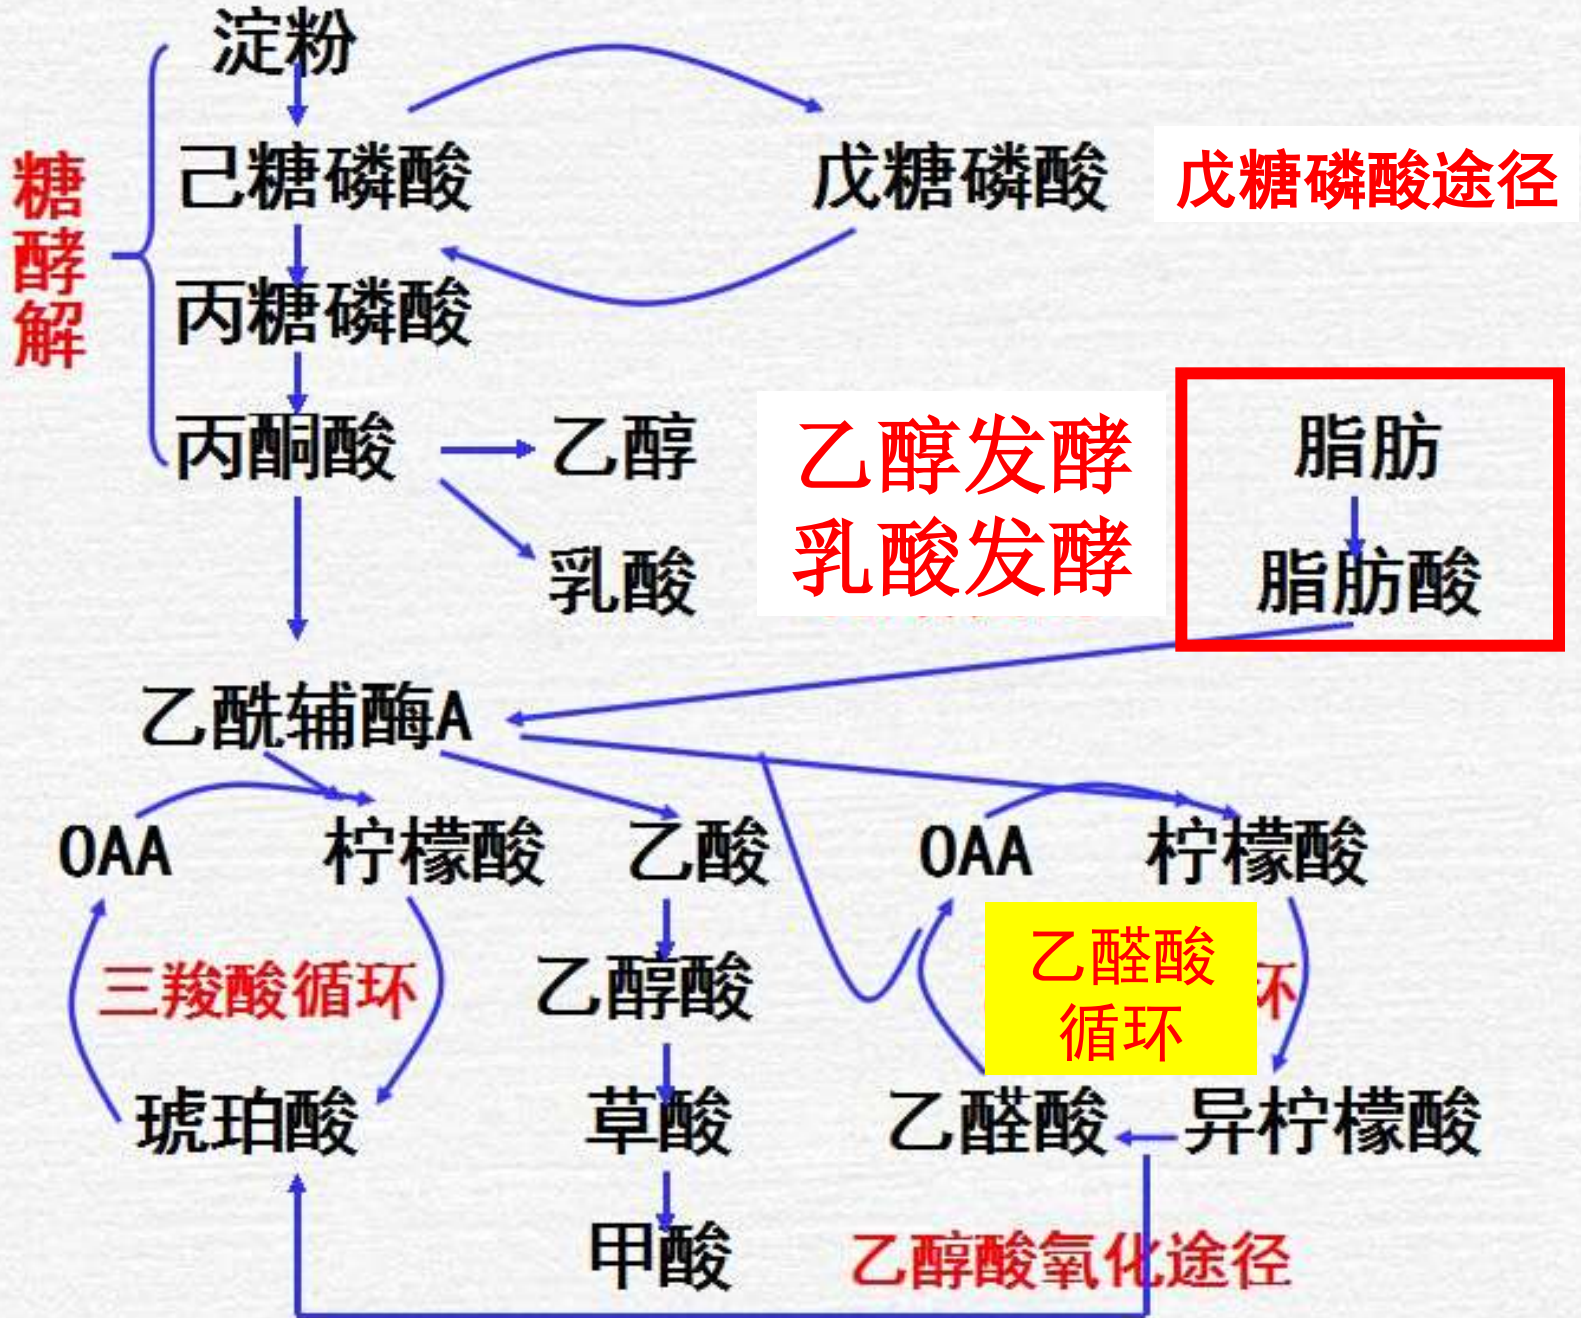 淀粉
糖酵解
己糖磷酸
戊糖磷酸
戊糖磷酸途径
丙糖磷酸
丙酮酸
乙醇
乙醇发酵
脂肪
乳酸
乳酸发酵
脂肪酸
乙酰辅酶A
OAA
柠檬酸
乙酸
OAA
柠檬酸
三羧酸循环
乙醇酸
乙醛酸
循环
环
琥珀酸
草酸
乙醛酸
异柠檬酸
甲酸
乙醇酸氧化途径